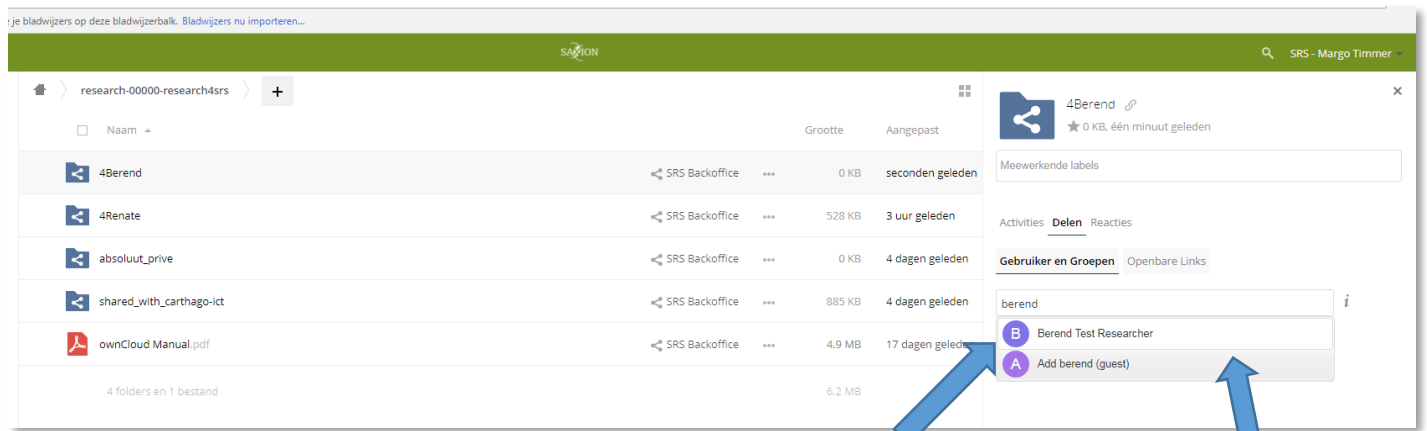 e je bladwijzers op deze bladwijzerbalk. Bladwijzers nu importeren...
SAXION
SRS - Margo Timmer
research-00000-research4srs +
Naam Grootte Aangepast
4Berend SRS Backoffice ... 0 KB seconden geleden
4Renate SRS Backoffice ... 528 KB 3 uur geleden
absoluut_prive SRS Backoffice ... 0 KB 4 dagen geleden
shared_with_carthago-ict SRS Backoffice ... 885 KB 4 dagen geleden
ownCloud Manual.pdf SRS Backoffice ... 4.9 MB 17 dagen
4 folders en 1 bestand 6.2 MB
4Berend
0 KB, één minuut geleden
Meewerkende labels
Activities Delen Reacties
Gebruiker en Groepen Openbare Links
berend i
B Berend Test Researcher
A Add berend (guest)